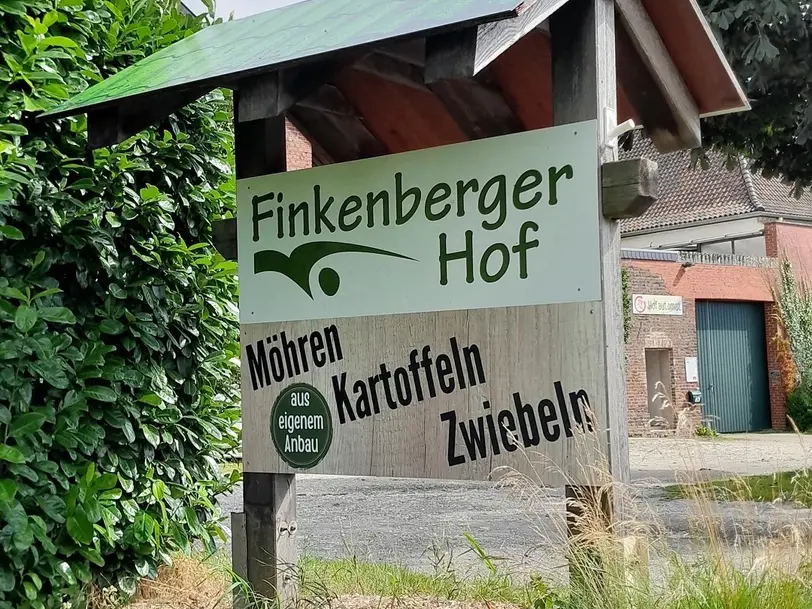 Finkenberger
Hof
Möhren
Kartoffeln
Zwiebeln
aus
eigenem
Anbau